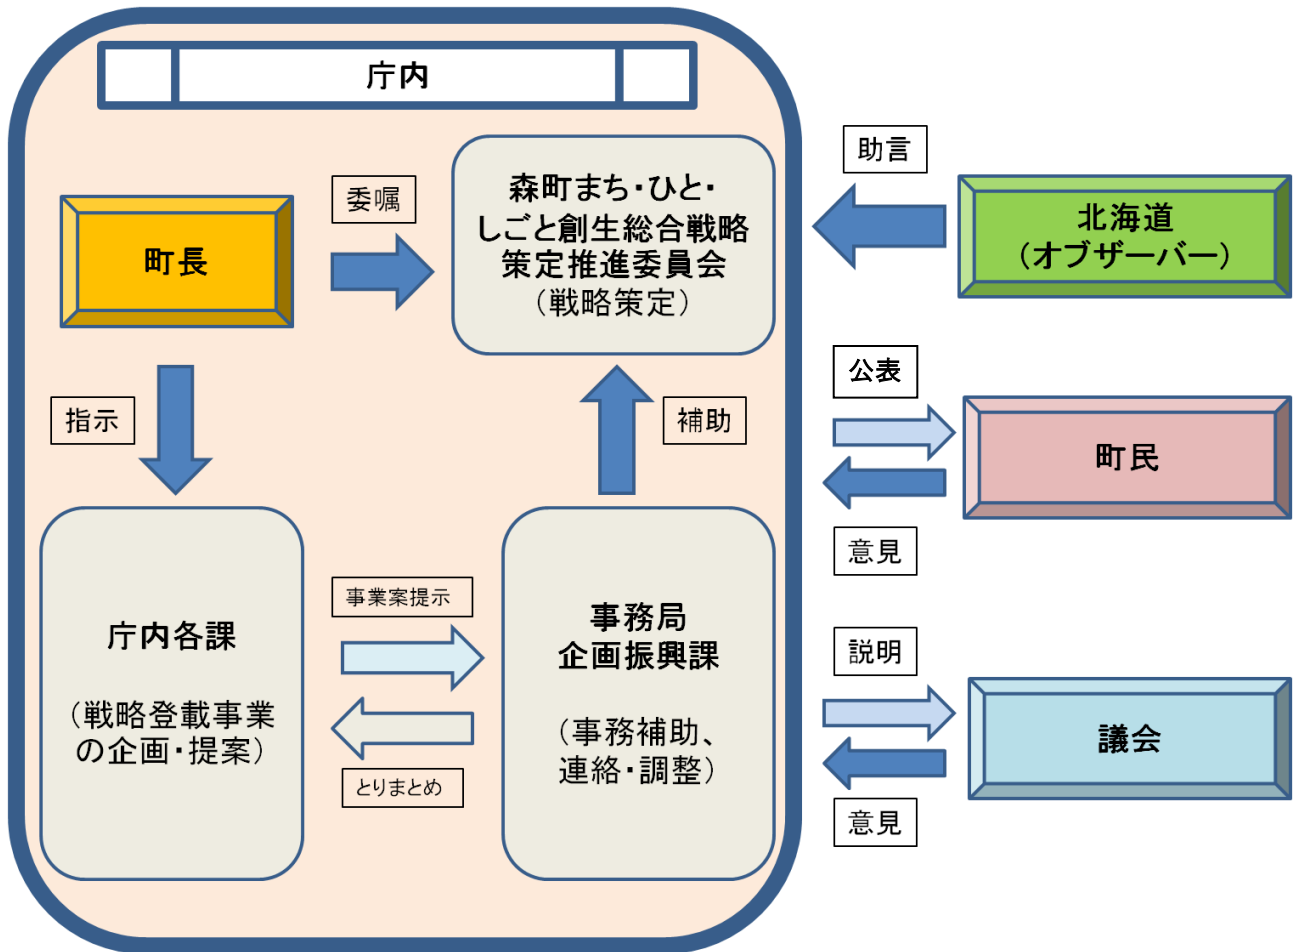 庁内
町長
委嘱
森町まち・ひと・
しごと創生総合戦略
策定推進委員会
（戦略策定）
助言
北海道
（オブザーバー）
指示
補助
公表
町民
意見
庁内各課
（戦略登載事業
の企画・提案）
事業案提示
とりまとめ
事務局
企画振興課
（事務補助、
連絡・調整）
説明
議会
意見